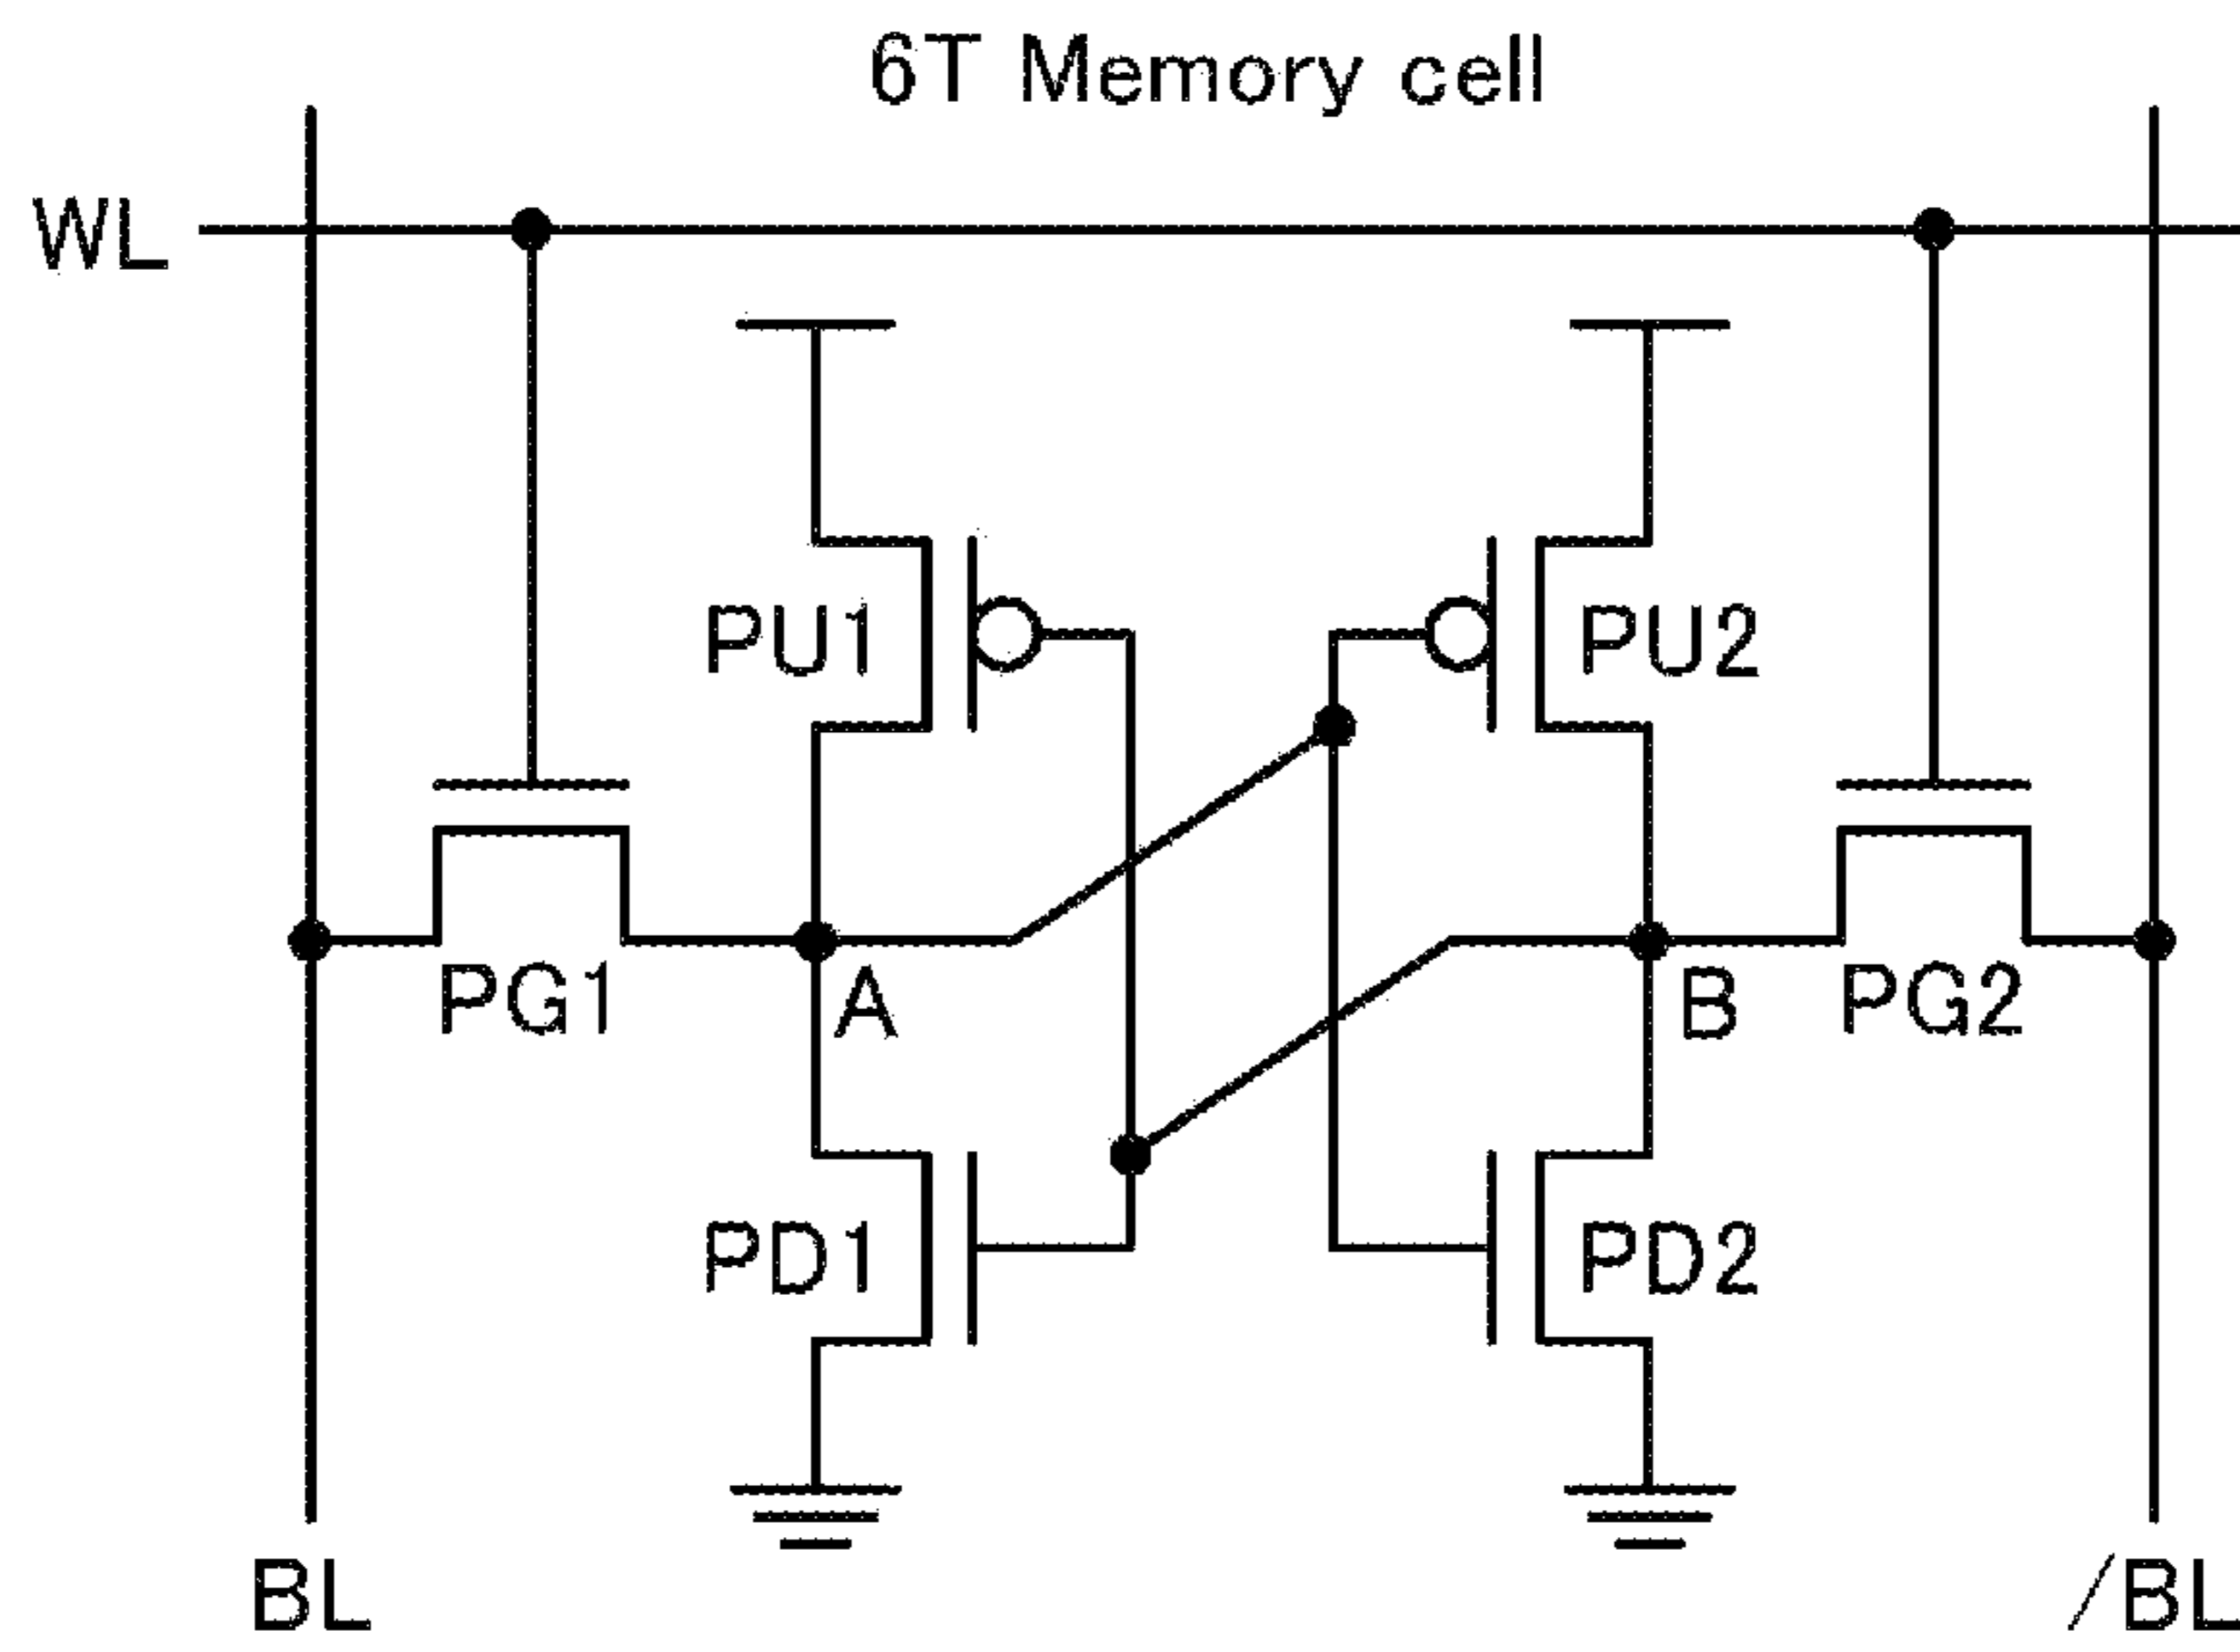 6T Memory cell
WL
PU1
PU2
PG1
A
B
PG2
PD1
PD2
BL
/BL